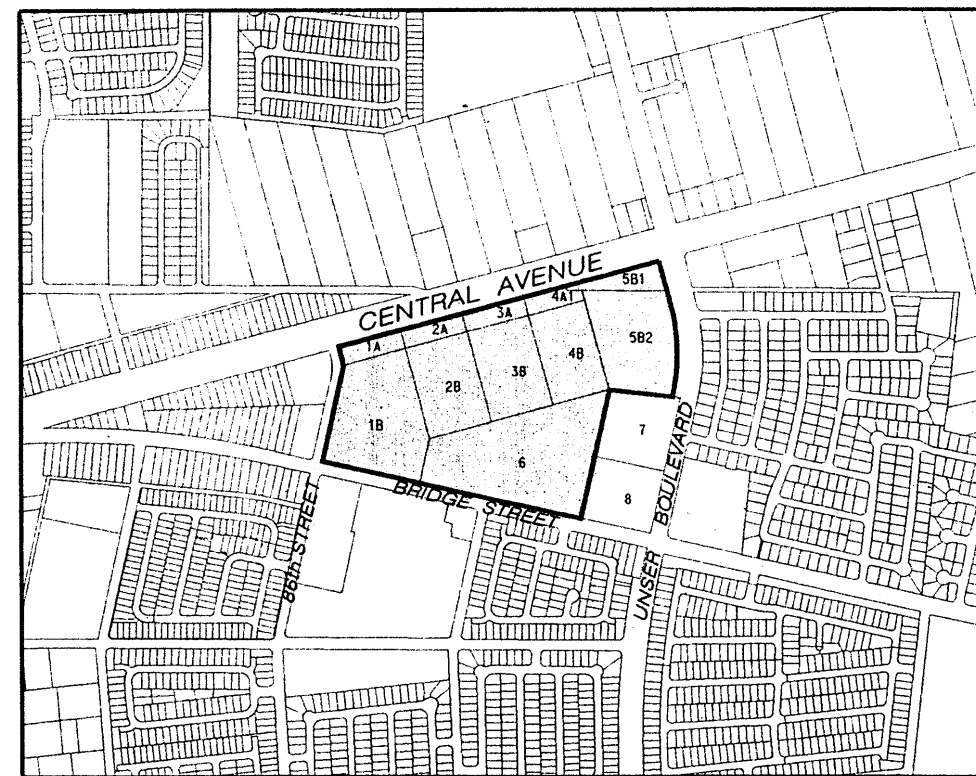 CENTRAL AVENUE
5B1
4A1
3A
2A
1A
5B2
4B
3B
2B
1B
7
6
8
BRIDGE STREET
86th STREET
UNSER BOULEVARD